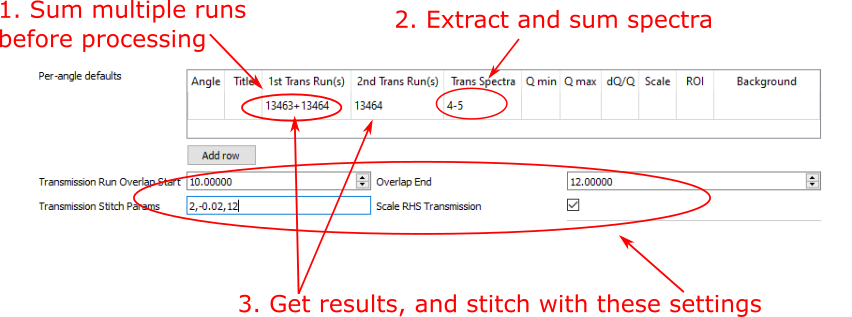 1. Sum multiple runs
before processing
2. Extract and sum spectra
Per-angle defaults
Angle Title 1st Trans Run(s) 2nd Trans Run(s) Trans Spectra Q min Q max dQ/Q Scale ROI Background
13463+13464 13464 4-5
Add row
Transmission Run Overlap Start 10.00000 Overlap End 12.00000
Transmission Stitch Params 2,-0.02,12 Scale RHS Transmission
3. Get results, and stitch with these settings